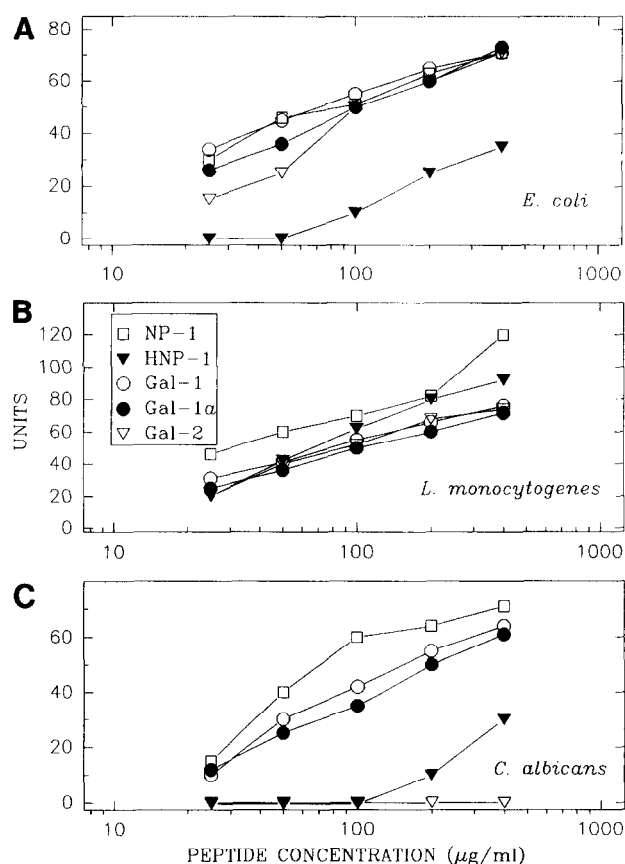 A
80
60
40
20
0
E. coli
10
100
1000
B
120
100
80
60
40
20
0
UNITS
NP-1
HNP-1
Gal-1
Gal-1a
Gal-2
L. monocytogenes
10
100
1000
C
60
40
20
0
C. albicans
10
100
1000
PEPTIDE CONCENTRATION (μg/ml)